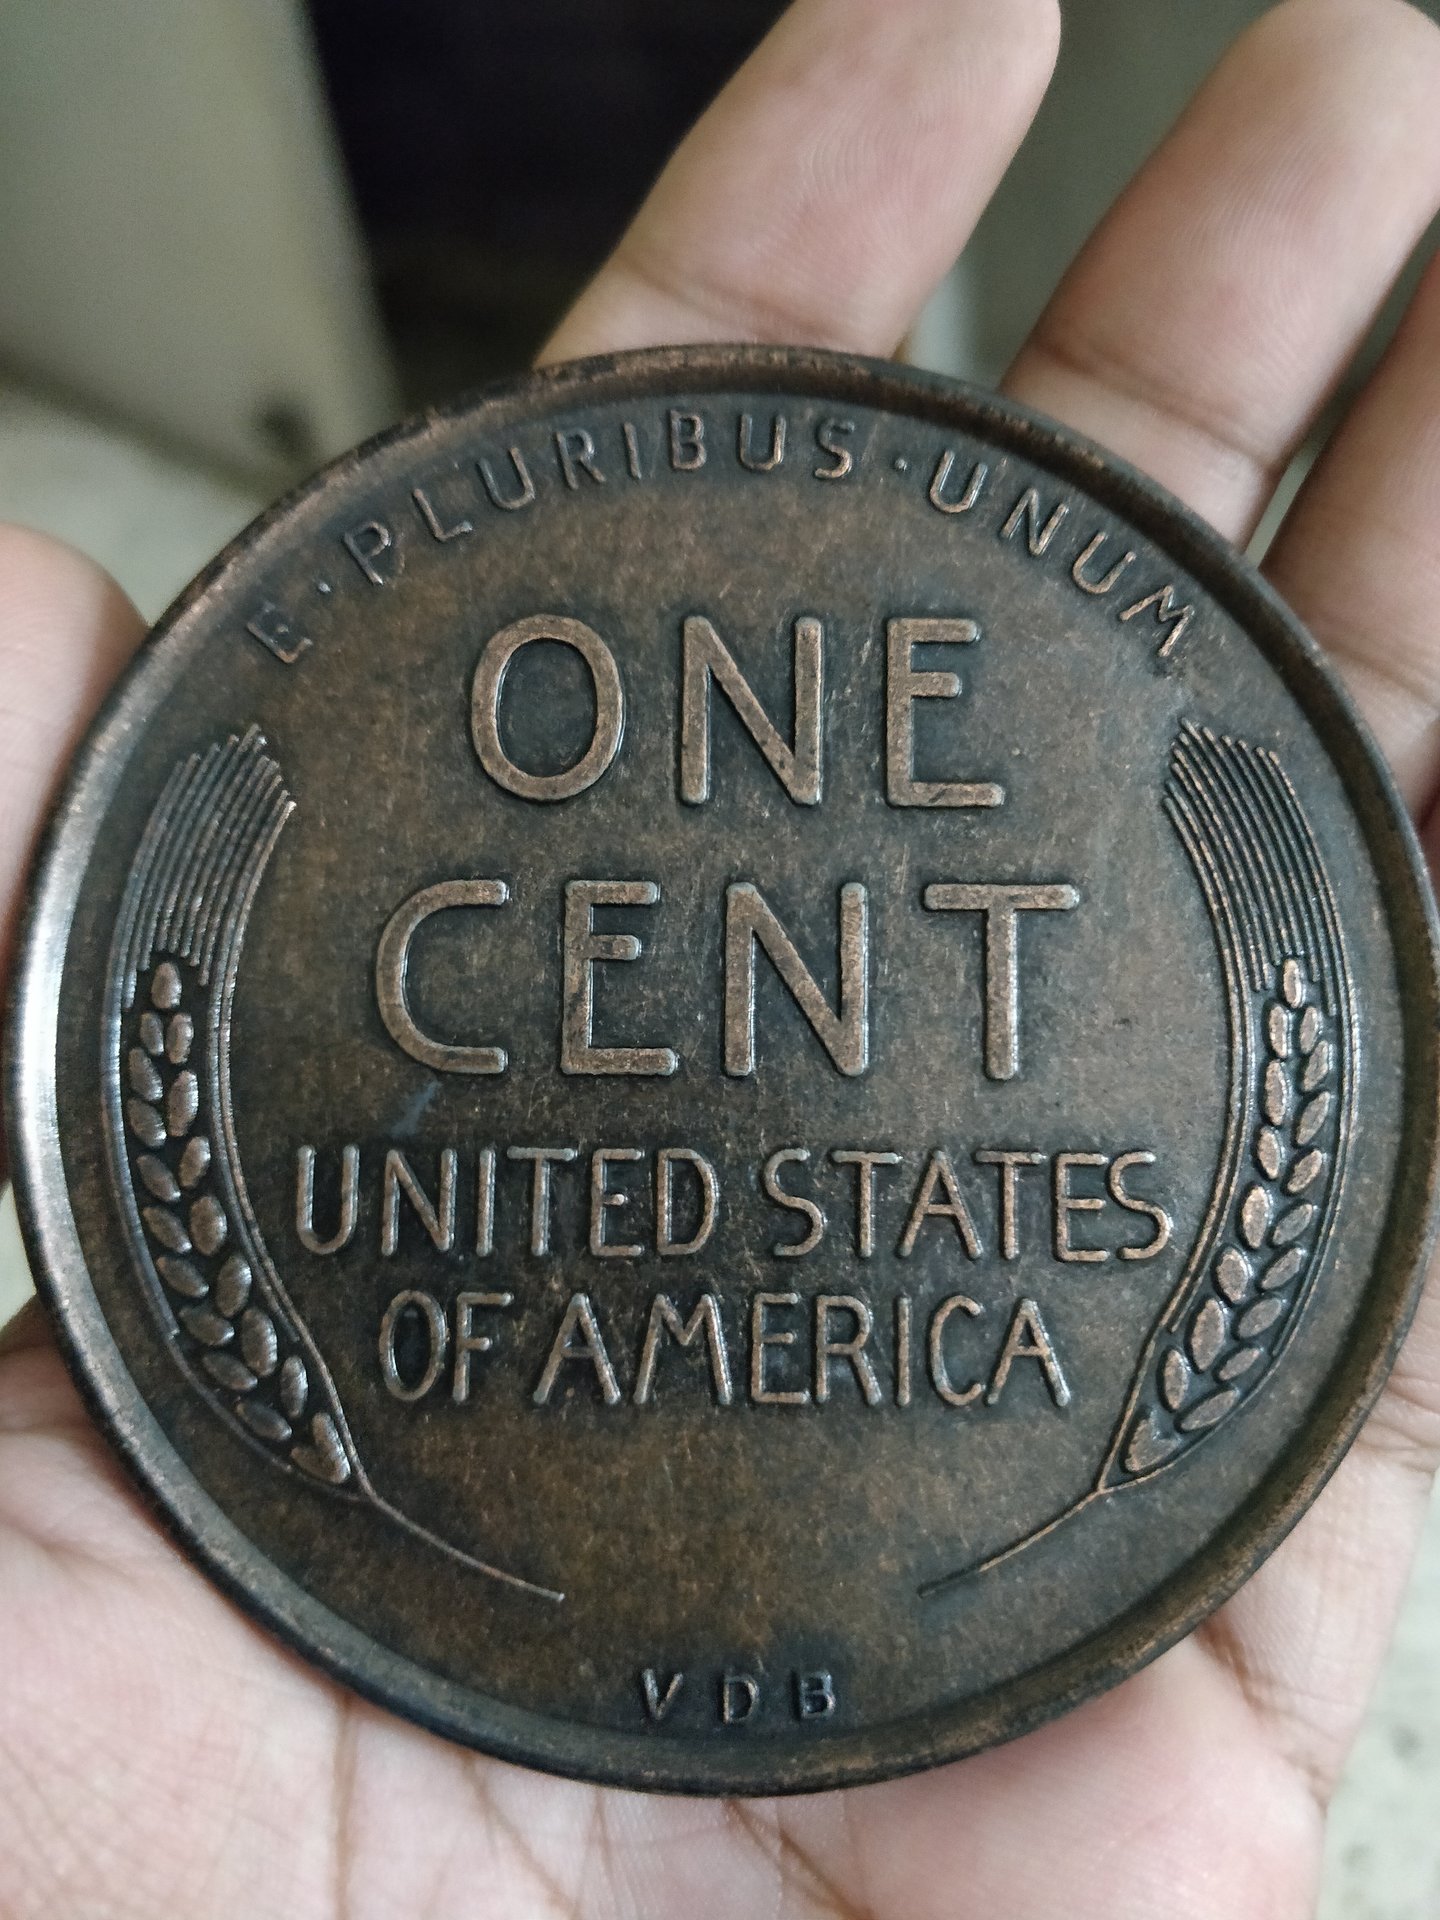 E·PLURIBUS·UNUM
ONE
CENT
UNITED STATES
OF AMERICA
VDB